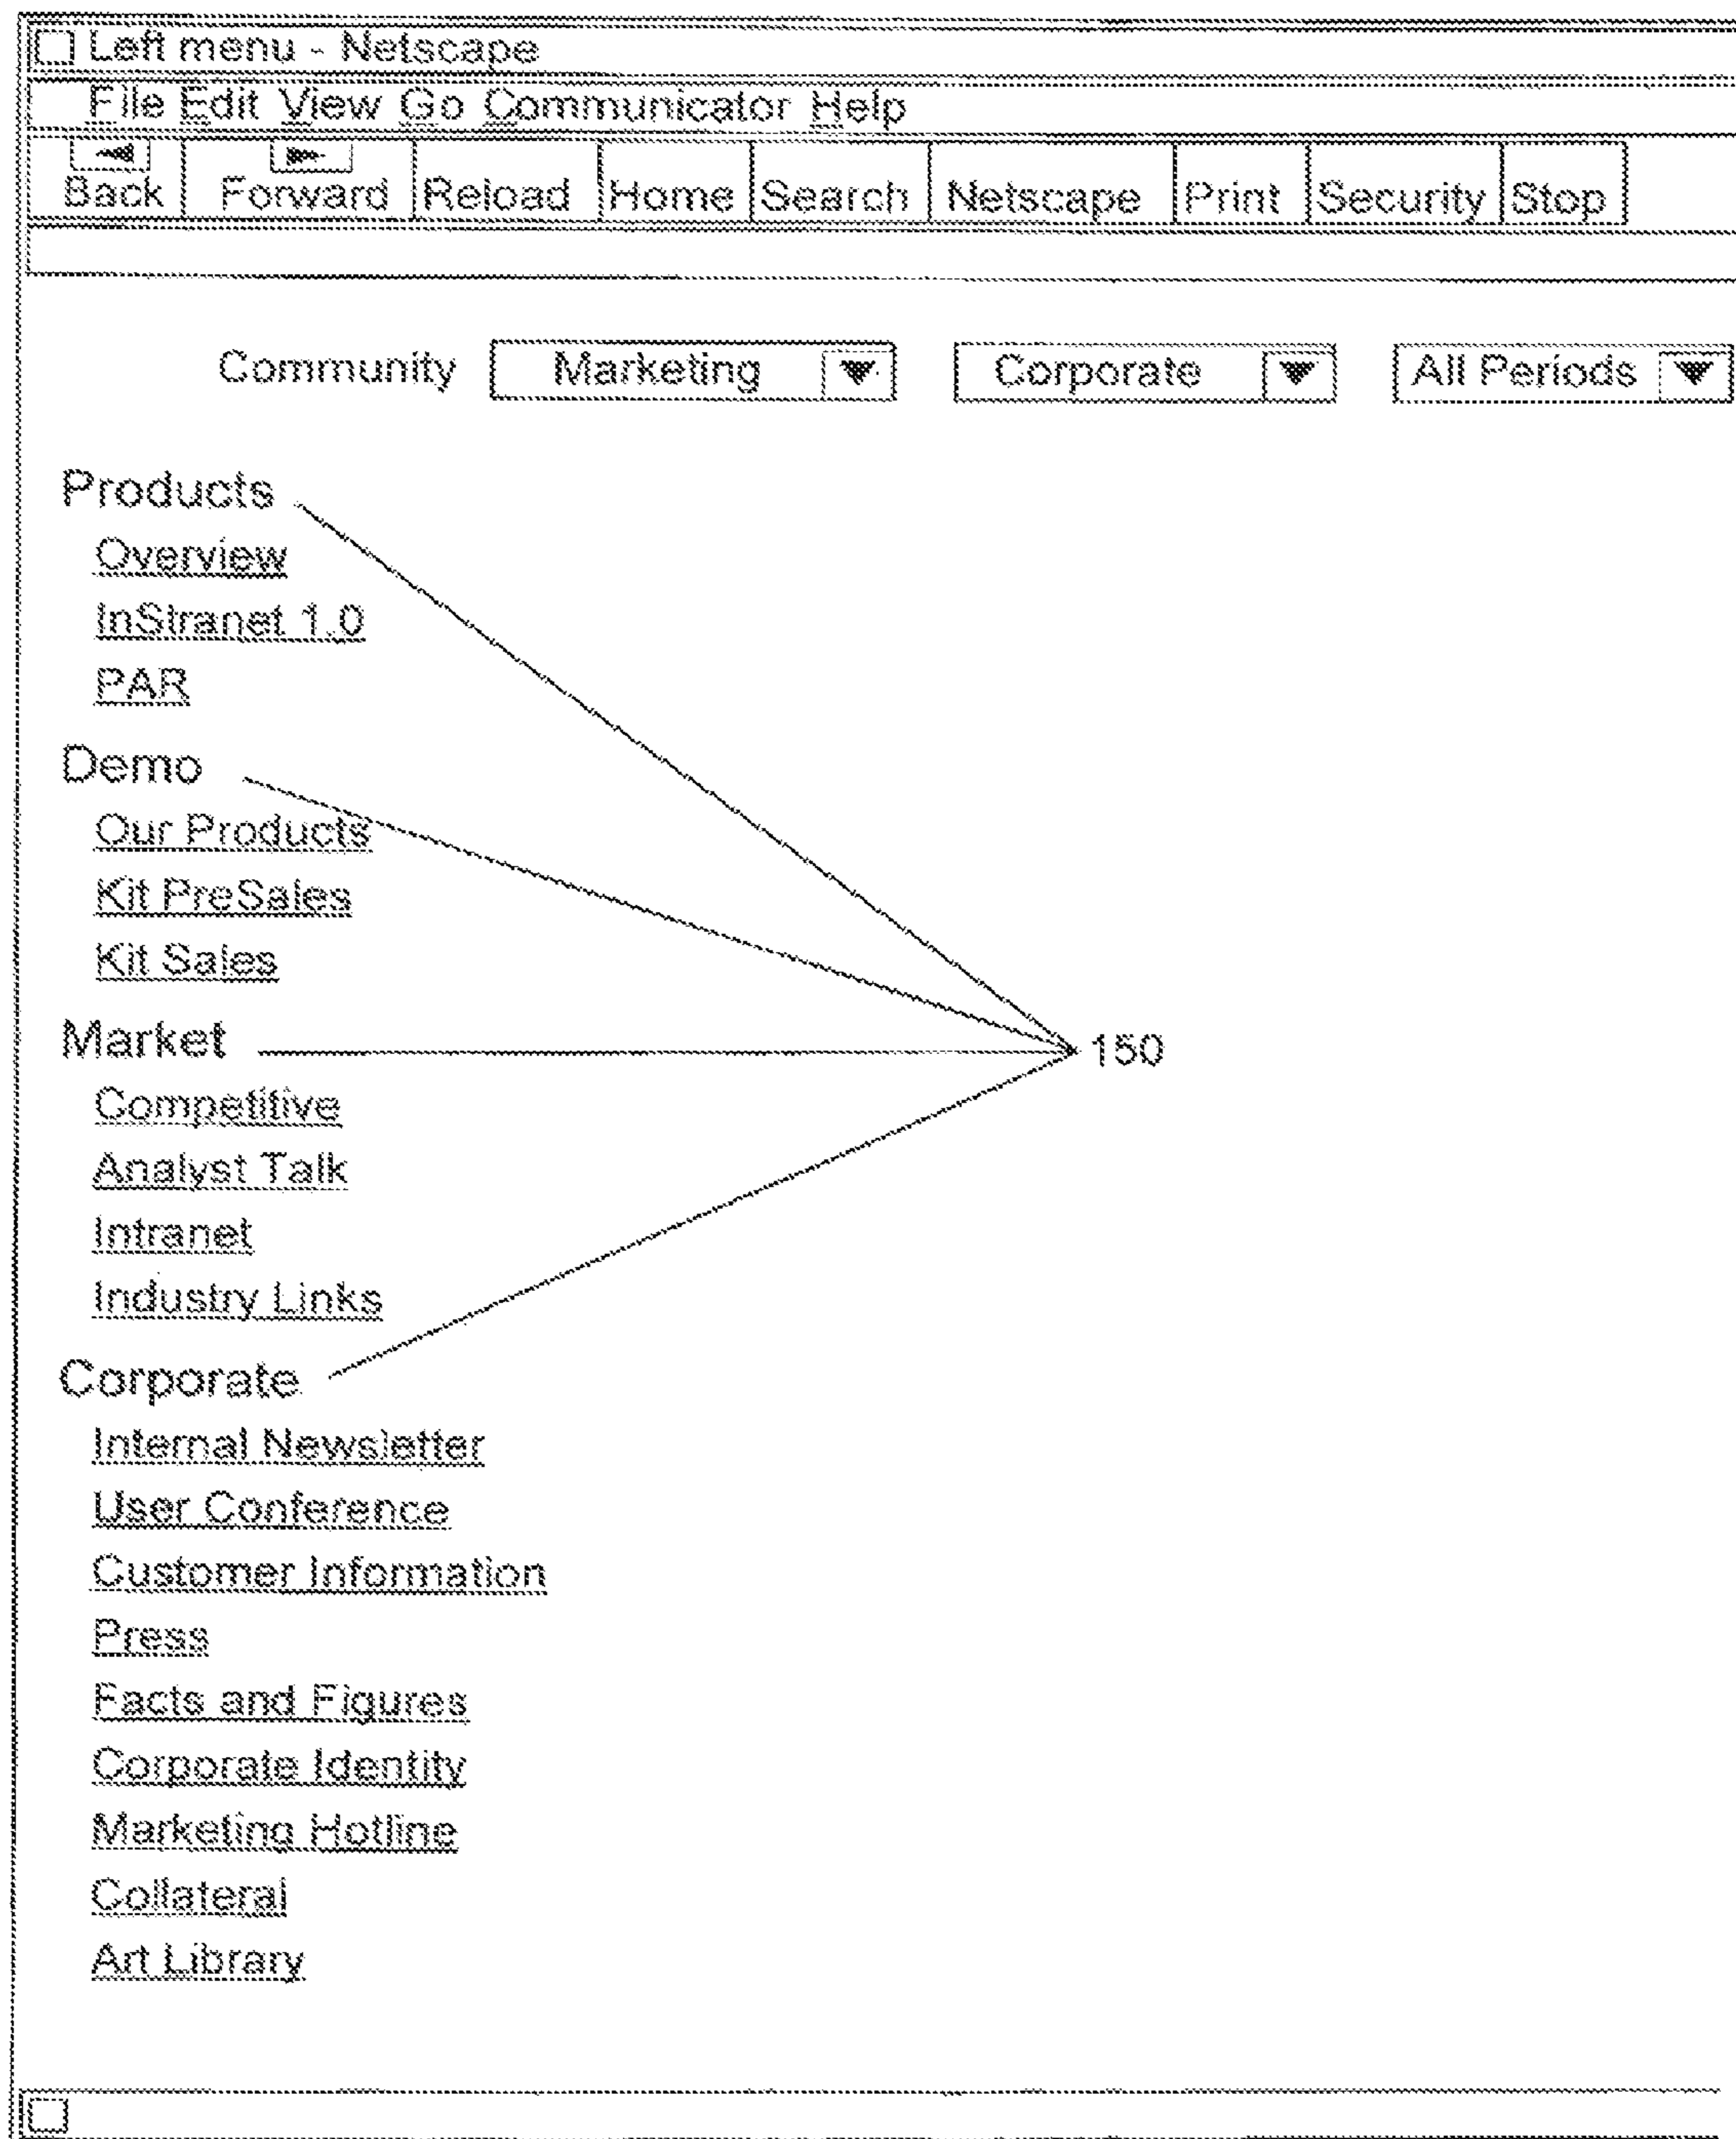 Left menu - Netscape
File Edit View Go Communicator Help
Back Forward Reload Home Search Netscape Print Security Stop
Community Marketing Corporate All Periods
Products
Overview
InStranet 1.0
PAR
Demo
Our Products
Kit PreSales
Kit Sales
Market
150
Competitive
Analyst Talk
Intranet
Industry Links
Corporate
Internal Newsletter
User Conference
Customer Information
Press
Facts and Figures
Corporate Identity
Marketing Hotline
Collateral
Art Library